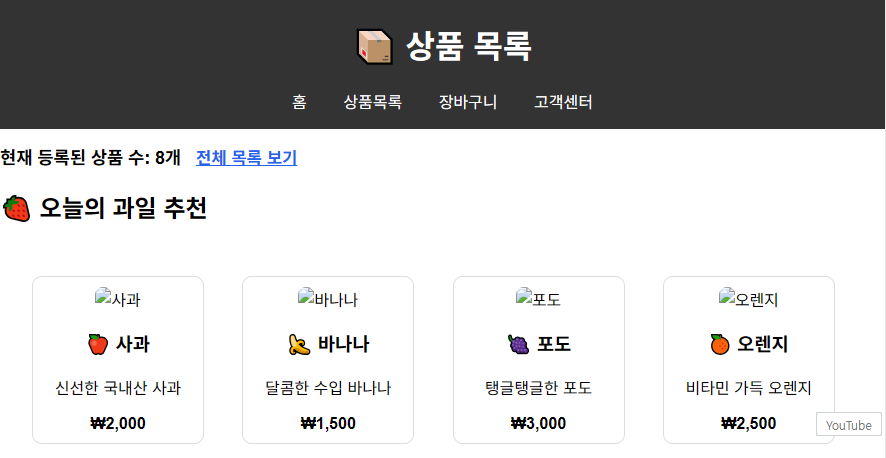 📦 상품 목록
홈 상품목록 장바구니 고객센터
현재 등록된 상품 수: 8개 전체 목록 보기
🍓 오늘의 과일 추천
사과 바나나 포도 오렌지
🍎 사과 🍌 바나나 🍇 포도 🍊 오렌지
신선한 국내산 사과 달콤한 수입 바나나 탱글탱글한 포도 비타민 가득 오렌지
₩2,000 ₩1,500 ₩3,000 ₩2,500
YouTube